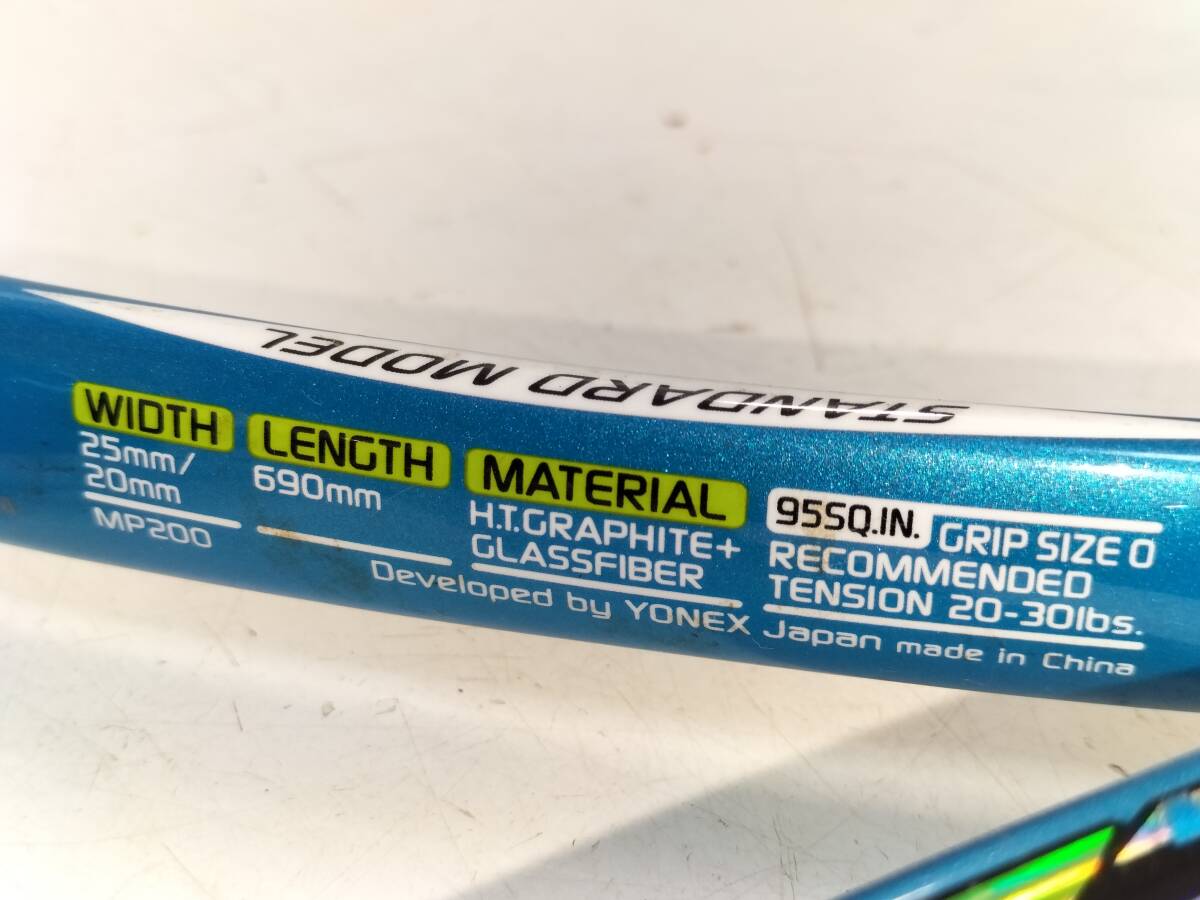 STANDARD MODEL
WIDTH
25mm/
20mm
MP200
LENGTH
690mm
MATERIAL
H.T.GRAPHITE+
GLASSFIBER
95SQ.IN. GRIP SIZE 0
RECOMMENDED
TENSION 20-30lbs.
Developed by YONEX Japan made in China